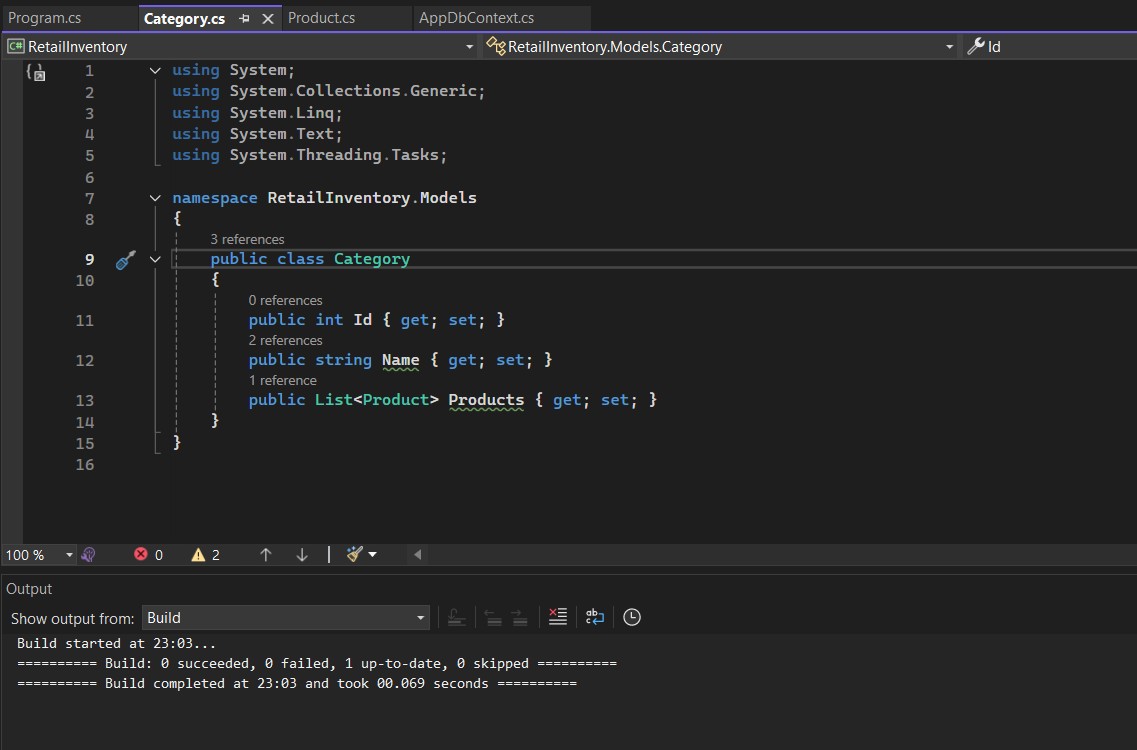 Program.cs Category.cs Product.cs AppDbContext.cs
C# RetailInventory RetailInventory.Models.Category Id
1 using System;
2 using System.Collections.Generic;
3 using System.Linq;
4 using System.Text;
5 using System.Threading.Tasks;
6
7 namespace RetailInventory.Models
8 {
3 references
9 public class Category
10 {
0 references
11 public int Id { get; set; }
2 references
12 public string Name { get; set; }
1 reference
13 public List<Product> Products { get; set; }
14 }
15 }
16
100 % 0 2
Output
Show output from: Build
Build started at 23:03...
========== Build: 0 succeeded, 0 failed, 1 up-to-date, 0 skipped ==========
========== Build completed at 23:03 and took 00.069 seconds ==========